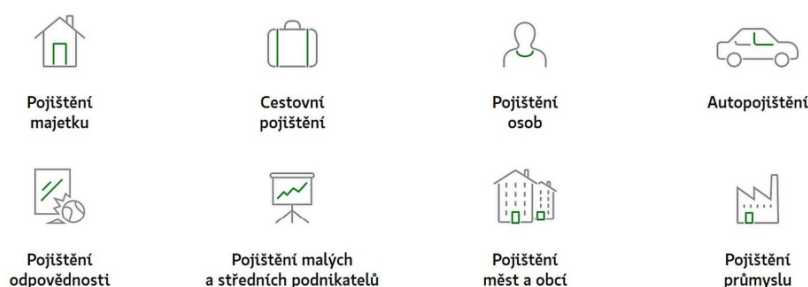 Pojištění
majetku
Cestovní
pojištění
Pojištění
osob
Autopojištění
Pojištění
odpovědnosti
Pojištění malých
a středních podnikatelů
Pojištění
měst a obcí
Pojištění
průmyslu